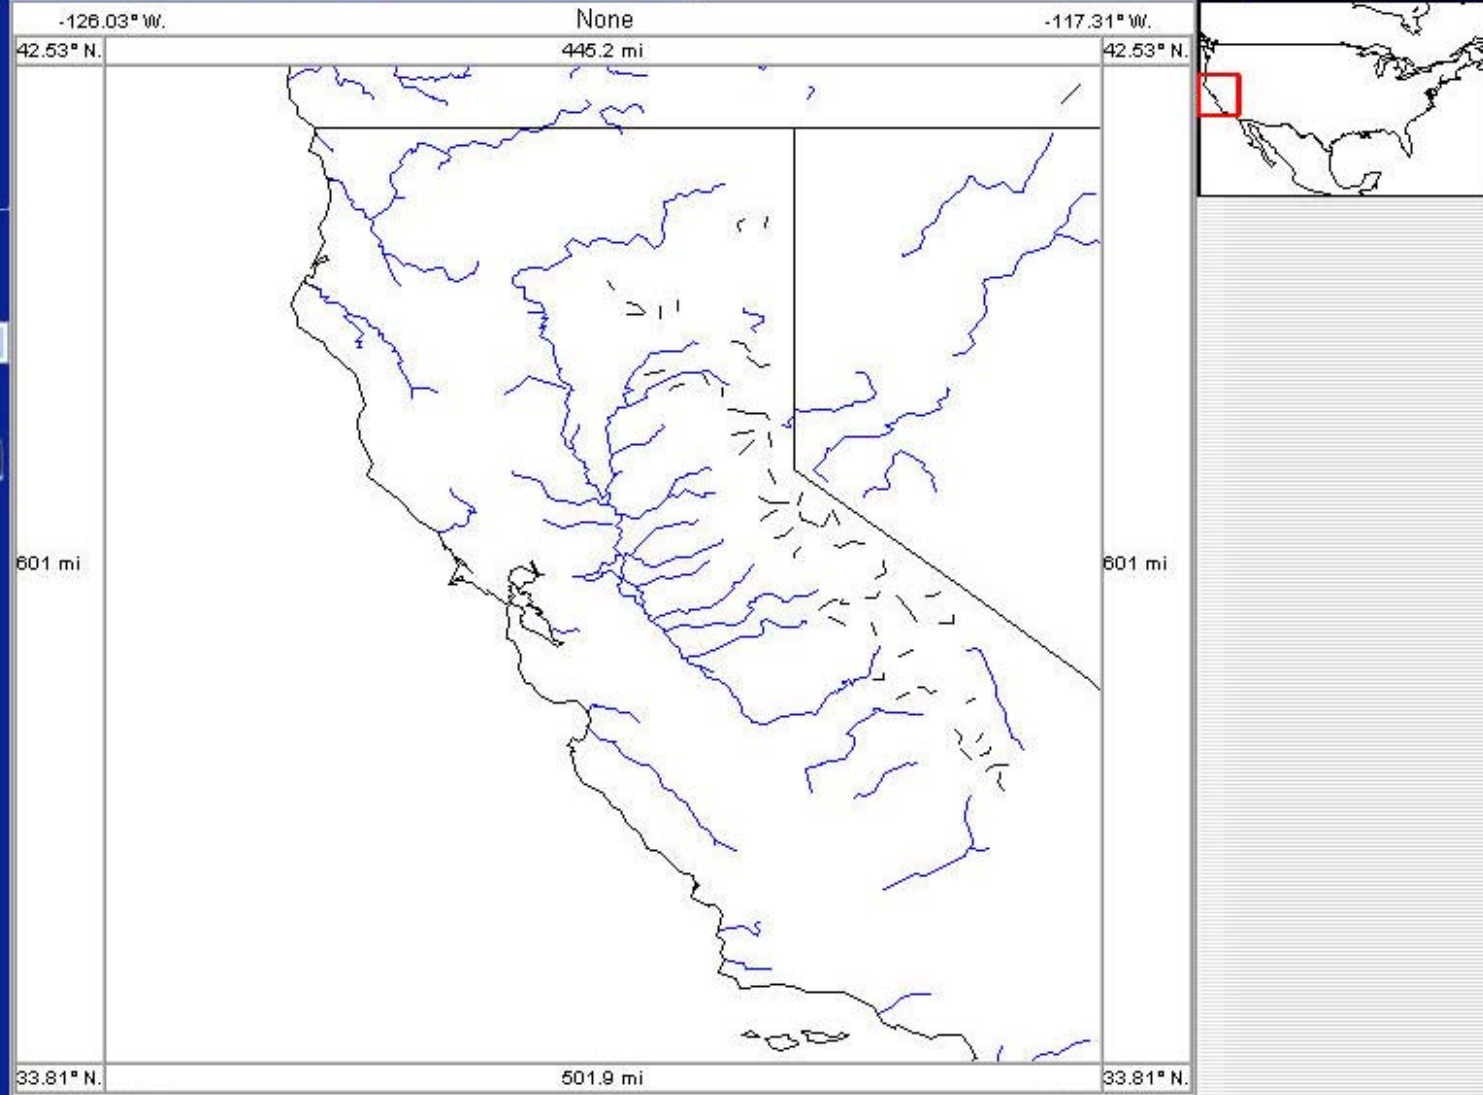 -126.03° W. None -117.31° W.
42.53° N. 445.2 mi 42.53° N.
601 mi 601 mi
33.81° N. 501.9 mi 33.81° N.